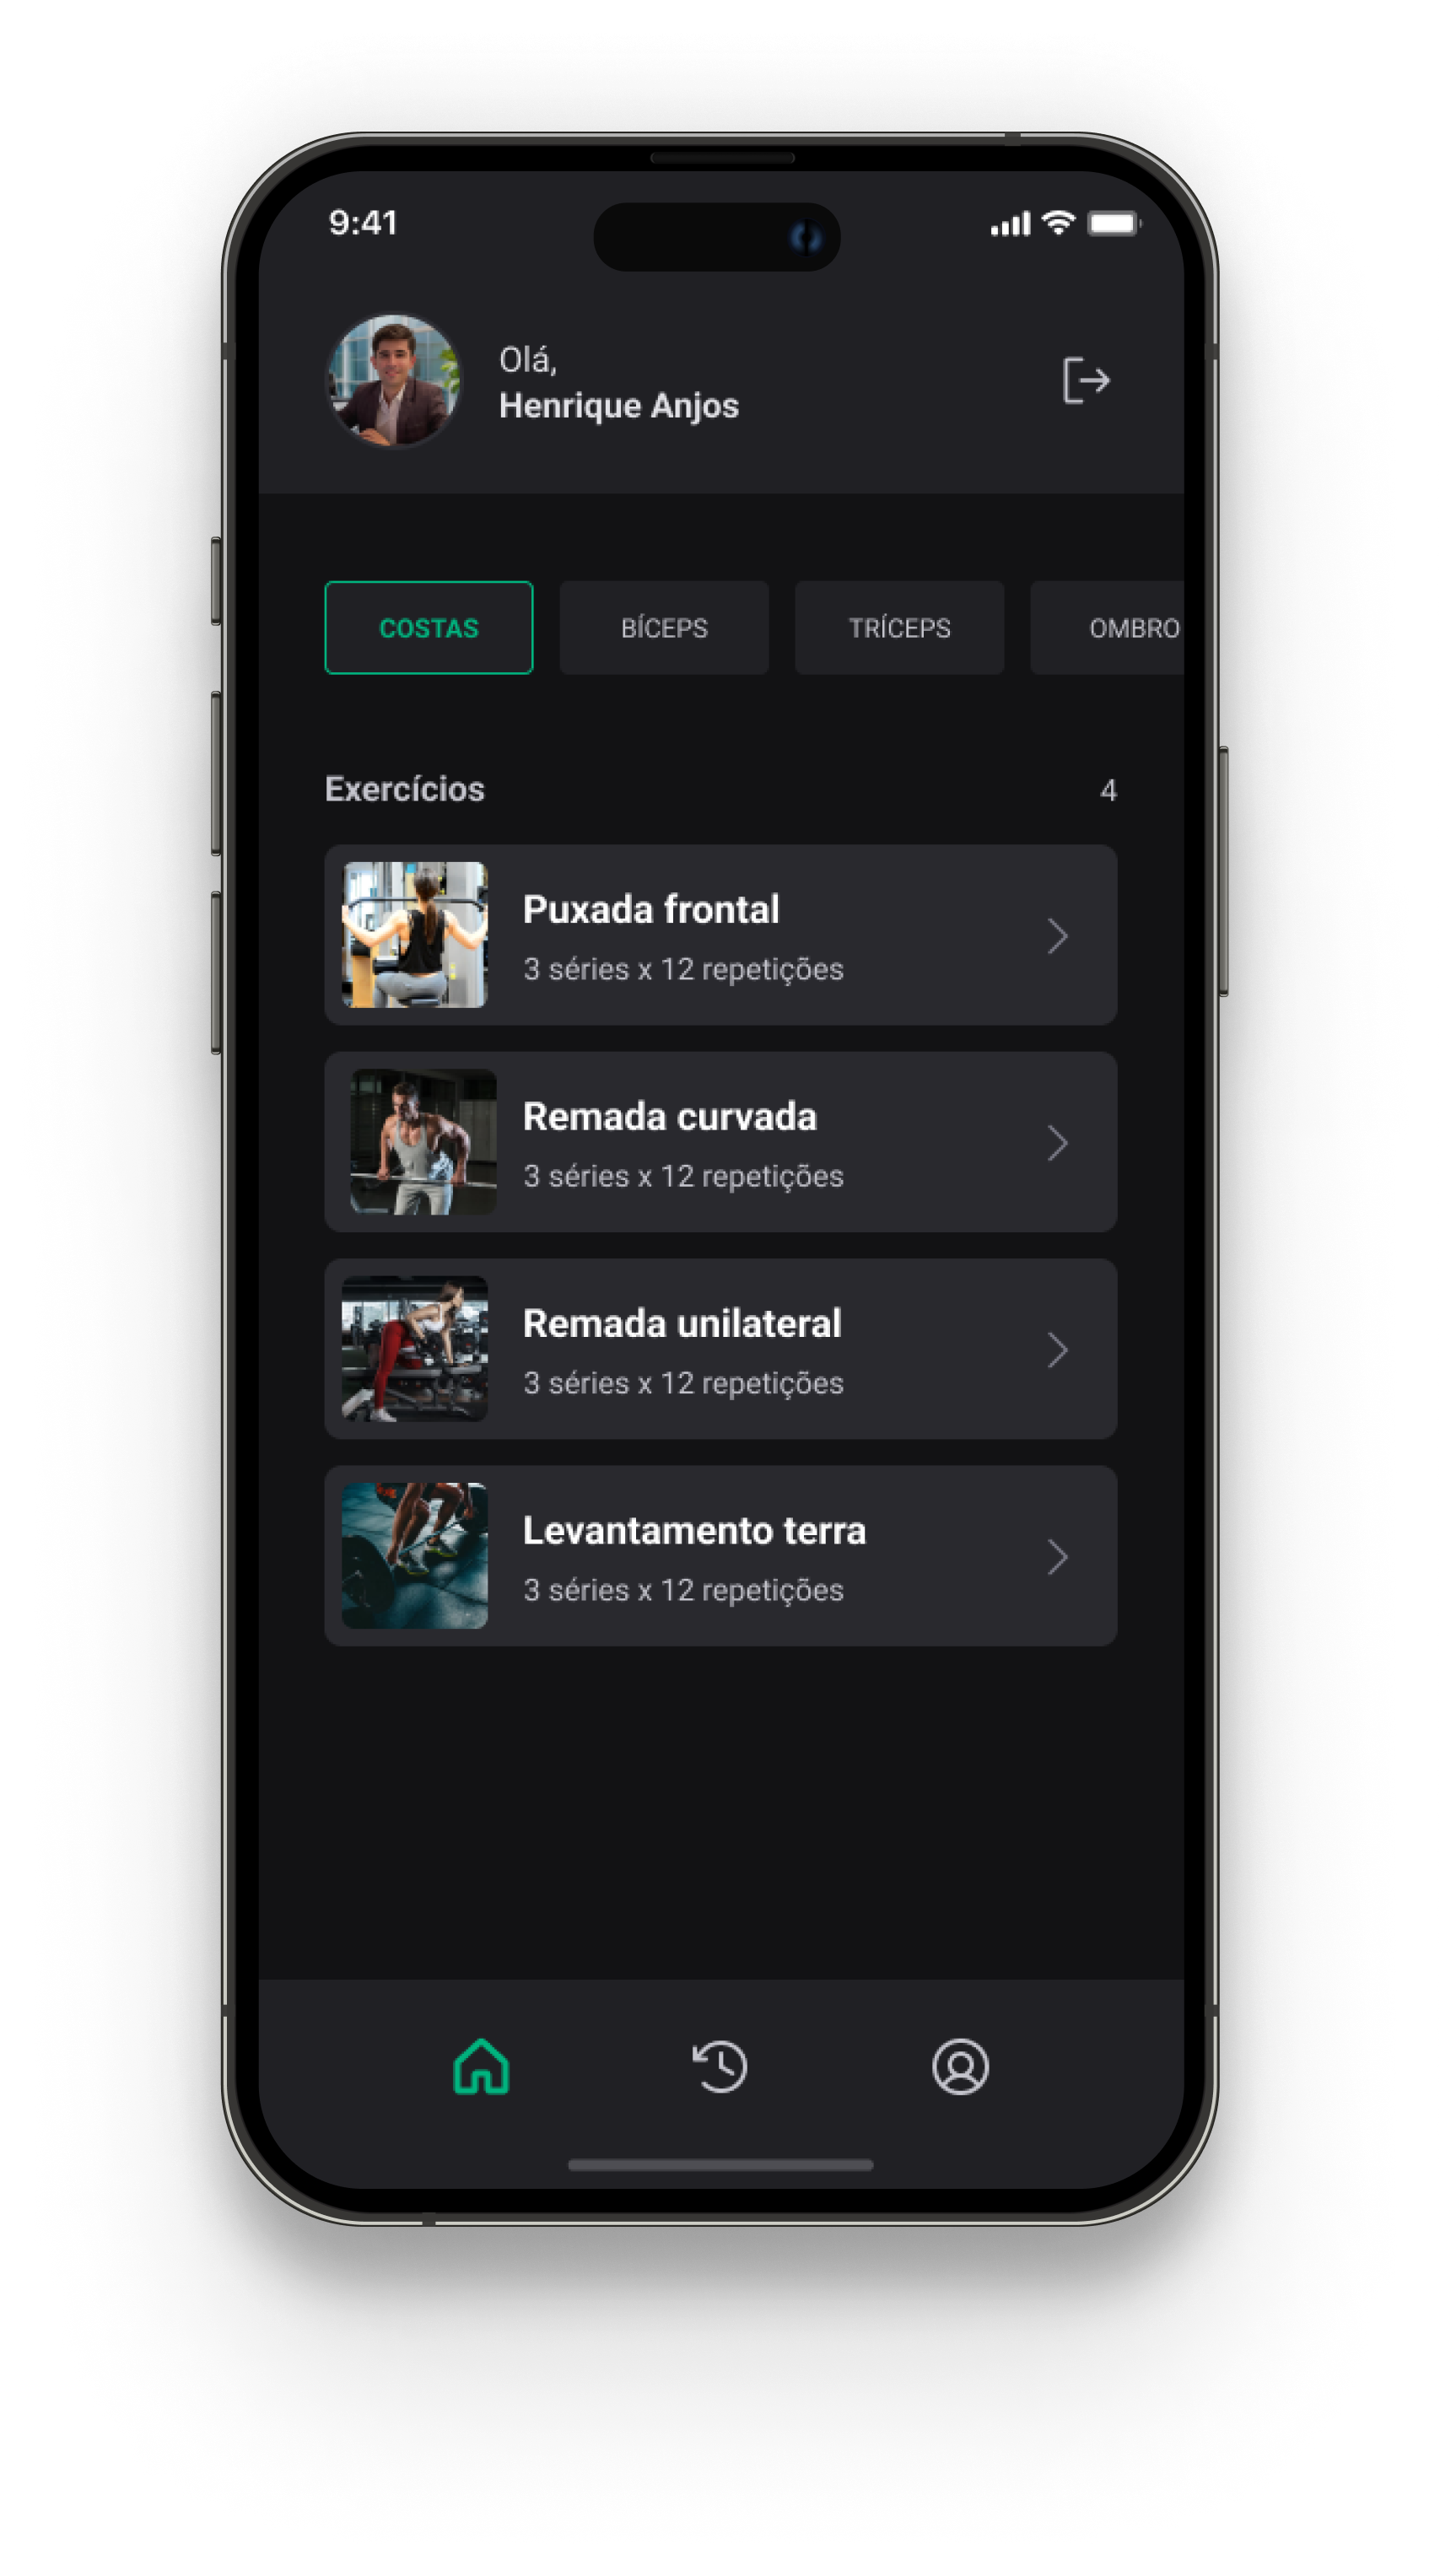 9:41
Olá,
Henrique Anjos
COSTAS BÍCEPS TRÍCEPS OMBRO
Exercícios 4
Puxada frontal
3 séries x 12 repetições
Remada curvada
3 séries x 12 repetições
Remada unilateral
3 séries x 12 repetições
Levantamento terra
3 séries x 12 repetições